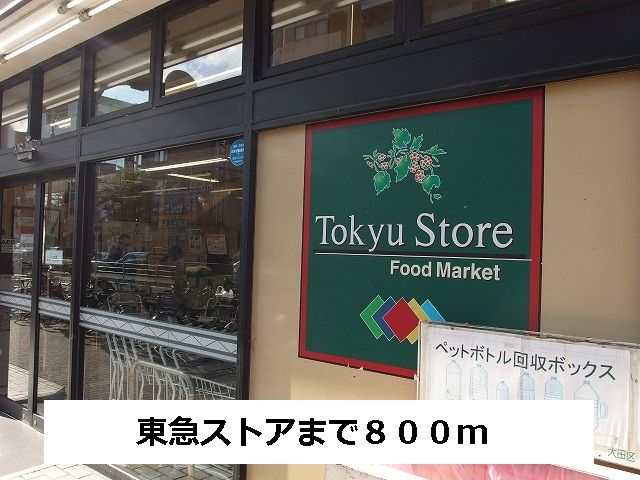 Tokyu Store
Food Market
ペットボトル回収ボックス
大田区
AED
東急ストアまで８００ｍ